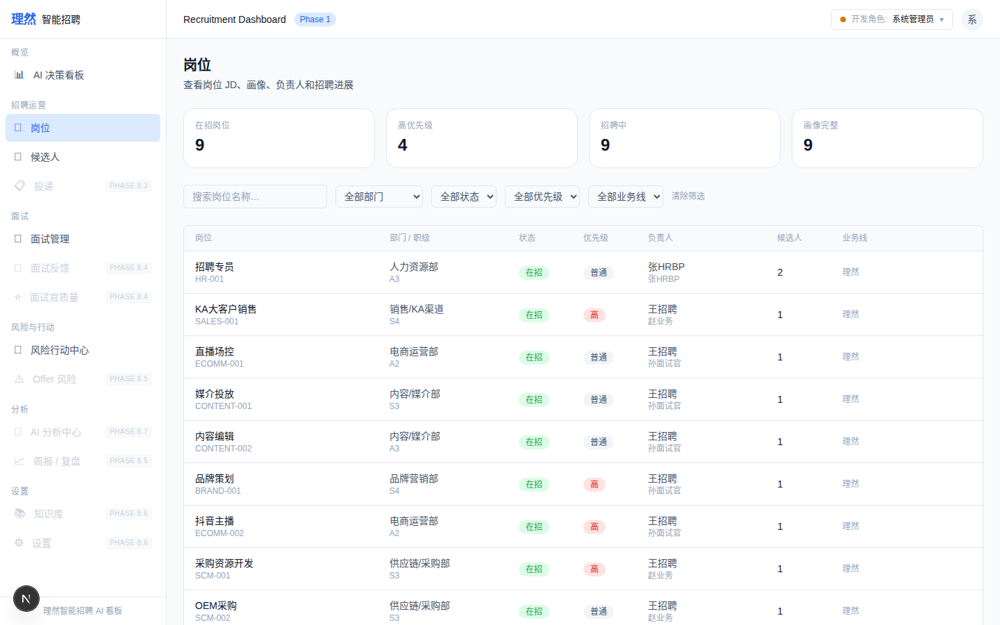 理然 智能招聘
Recruitment Dashboard Phase 1
开发角色: 系统管理员 ▾ 系
概览
AI 决策看板
招聘运营
岗位
候选人
投递 PHASE 8.3
面试
面试管理
面试反馈 PHASE 8.4
面试官质量 PHASE 8.4
风险与行动
风险行动中心
Offer 风险 PHASE 8.5
分析
AI 分析中心 PHASE 8.7
周报 / 复盘 PHASE 8.5
设置
知识库 PHASE 8.6
设置 PHASE 8.6
N
理然智能招聘 AI 看板
岗位
查看岗位 JD、画像、负责人和招聘进展
在招岗位
9
高优先级
4
招聘中
9
画像完整
9
搜索岗位名称... 全部部门 全部状态 全部优先级 全部业务线 清除筛选
岗位 部门 / 职级 状态 优先级 负责人 候选人 业务线
招聘专员 人力资源部 在招 普通 张HRBP 2 理然
HR-001 A3 张HRBP
KA大客户销售 销售/KA渠道 在招 高 王招聘 1 理然
SALES-001 S4 赵业务
直播场控 电商运营部 在招 普通 王招聘 1 理然
ECOMM-001 A2 孙面试官
媒介投放 内容/媒介部 在招 普通 王招聘 1 理然
CONTENT-001 S3 孙面试官
内容编辑 内容/媒介部 在招 普通 王招聘 1 理然
CONTENT-002 A3 孙面试官
品牌策划 品牌营销部 在招 高 王招聘 1 理然
BRAND-001 S4 孙面试官
抖音主播 电商运营部 在招 高 王招聘 1 理然
ECOMM-002 A2 孙面试官
采购资源开发 供应链/采购部 在招 高 王招聘 1 理然
SCM-001 S3 赵业务
OEM采购 供应链/采购部 在招 普通 王招聘 1 理然
SCM-002 S3 赵业务